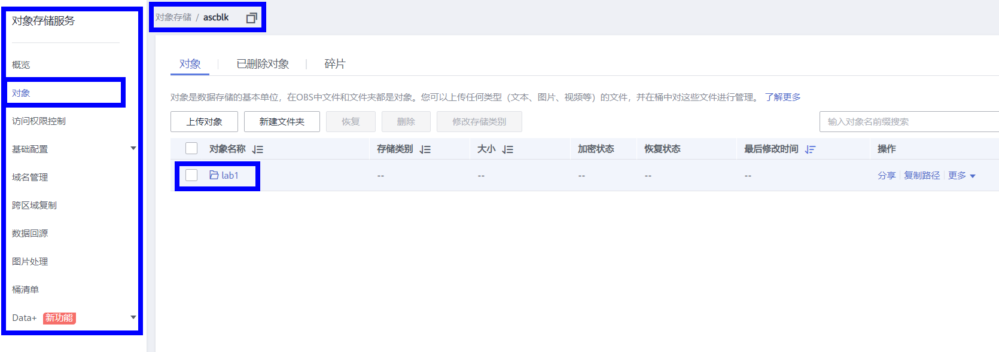 对象存储服务
概览
对象
访问权限控制
基础配置
域名管理
跨区域复制
数据回源
图片处理
桶清单
Data+ 新功能
对象存储 / ascblk
对象 已删除对象 碎片
对象是数据存储的基本单位，在OBS中文件和文件夹都是对象。您可以上传任何类型（文本、图片、视频等）的文件，并在桶中对这些文件进行管理。 了解更多
上传对象 新建文件夹 恢复 删除 修改存储类别 输入对象名前缀搜索
对象名称 存储类别 大小 加密状态 恢复状态 最后修改时间 操作
lab1 -- -- -- -- -- 分享 复制路径 更多